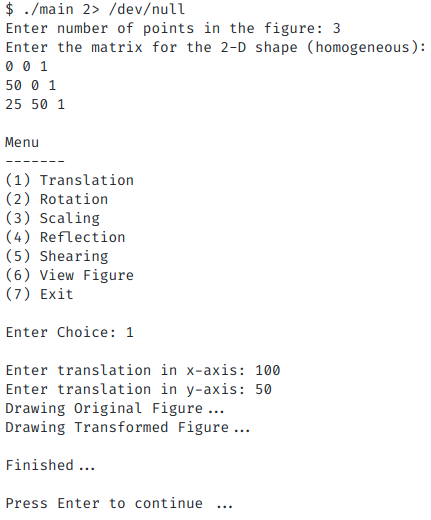 $ ./main 2> /dev/null
Enter number of points in the figure: 3
Enter the matrix for the 2-D shape (homogeneous):
0 0 1
50 0 1
25 50 1
Menu
-------
(1) Translation
(2) Rotation
(3) Scaling
(4) Reflection
(5) Shearing
(6) View Figure
(7) Exit
Enter Choice: 1
Enter translation in x-axis: 100
Enter translation in y-axis: 50
Drawing Original Figure...
Drawing Transformed Figure...
Finished...
Press Enter to continue ...